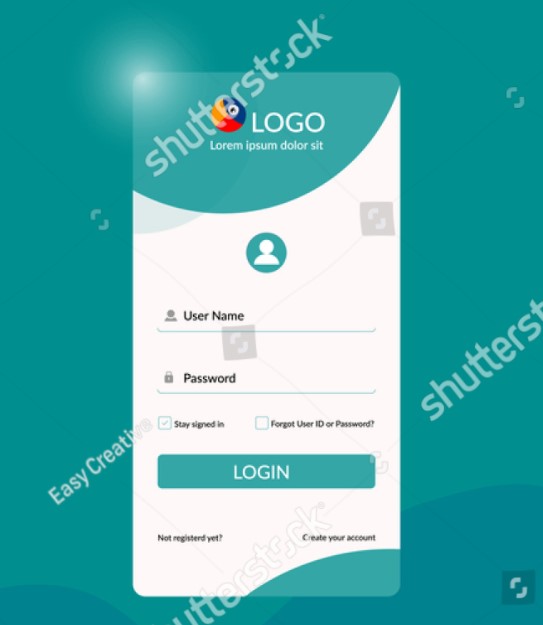 shutterstock
LOGO
Lorem ipsum dolor sit
User Name
shutterst
Password
Stay signed in
Forgot User ID or Password?
Easy Creative
LOGIN
shutterstock
Not registerd yet?
Create your account